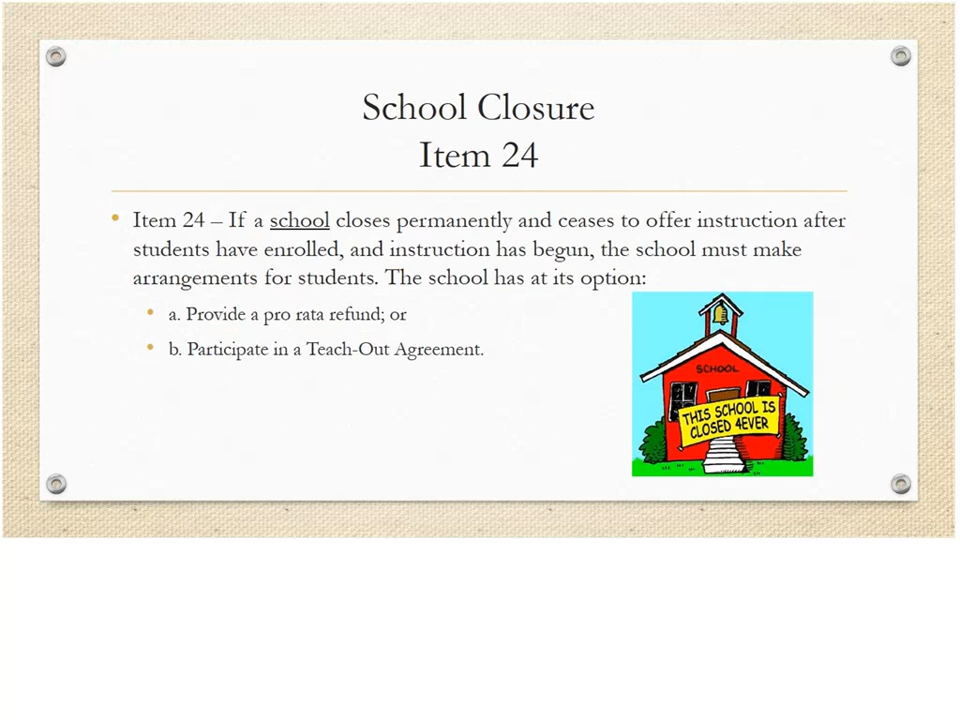 School Closure
Item 24
• Item 24 – If a school closes permanently and ceases to offer instruction after
students have enrolled, and instruction has begun, the school must make
arrangements for students. The school has at its option:
• a. Provide a pro rata refund; or
• b. Participate in a Teach-Out Agreement.
SCHOOL
THIS SCHOOL IS
CLOSED 4EVER